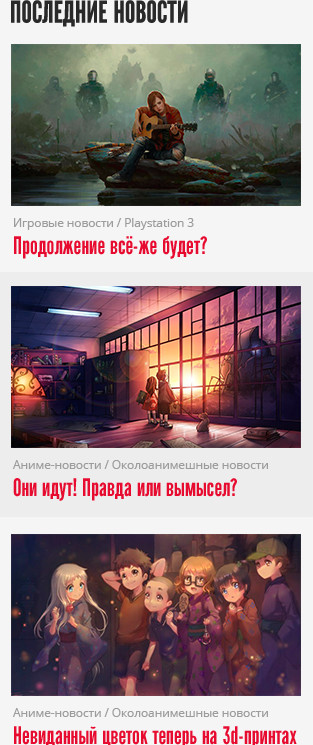 ПОСЛЕДНИЕ НОВОСТИ
Игровые новости / Playstation 3
Продолжение всё-же будет?
Аниме-новости / Околоанимешные новости
Они идут! Правда или вымысел?
Аниме-новости / Околоанимешные новости
Невиданный цветок теперь на 3d-принтах